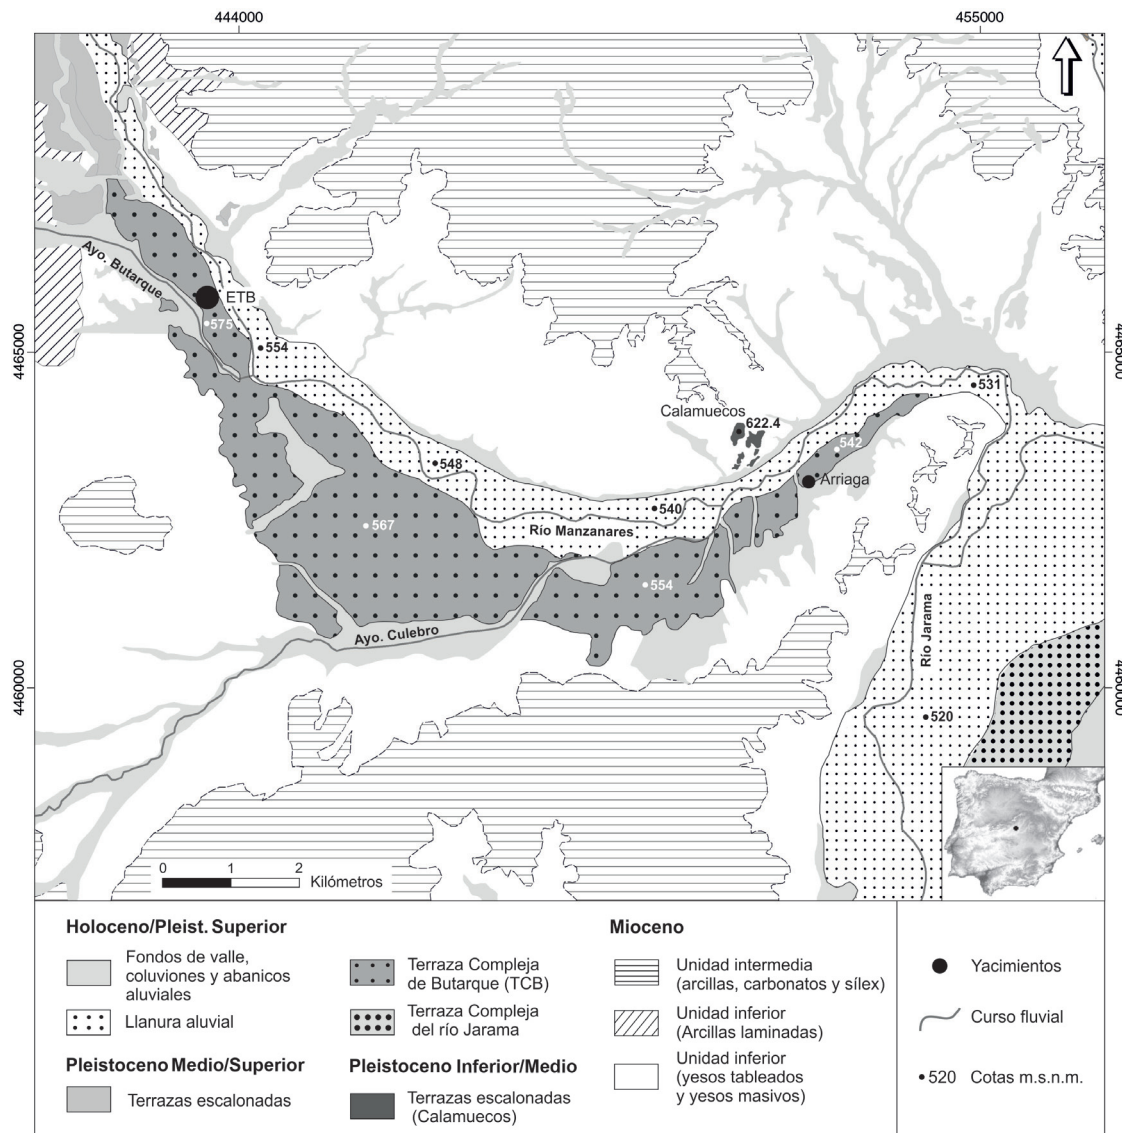 444000
455000
Ayo. Butarque
ETB
575
4465000
554
4465000
531
Calamuecos
622.4
542
548
Arriaga
567
540
Río Manzanares
554
Ayo. Culebro
Río Jarama
4460000
4460000
520
0 1 2
Kilómetros
Holoceno/Pleist. Superior
Fondos de valle,
coluviones y abanicos
aluviales
Llanura aluvial
Pleistoceno Medio/Superior
Terrazas escalonadas
Terraza Compleja
de Butarque (TCB)
Terraza Compleja
del río Jarama
Pleistoceno Inferior/Medio
Terrazas escalonadas
(Calamuecos)
Mioceno
Unidad intermedia
(arcillas, carbonatos y sílex)
Unidad inferior
(Arcillas laminadas)
Unidad inferior
(yesos tableados
y yesos masivos)
Yacimientos
Curso fluvial
520 Cotas m.s.n.m.